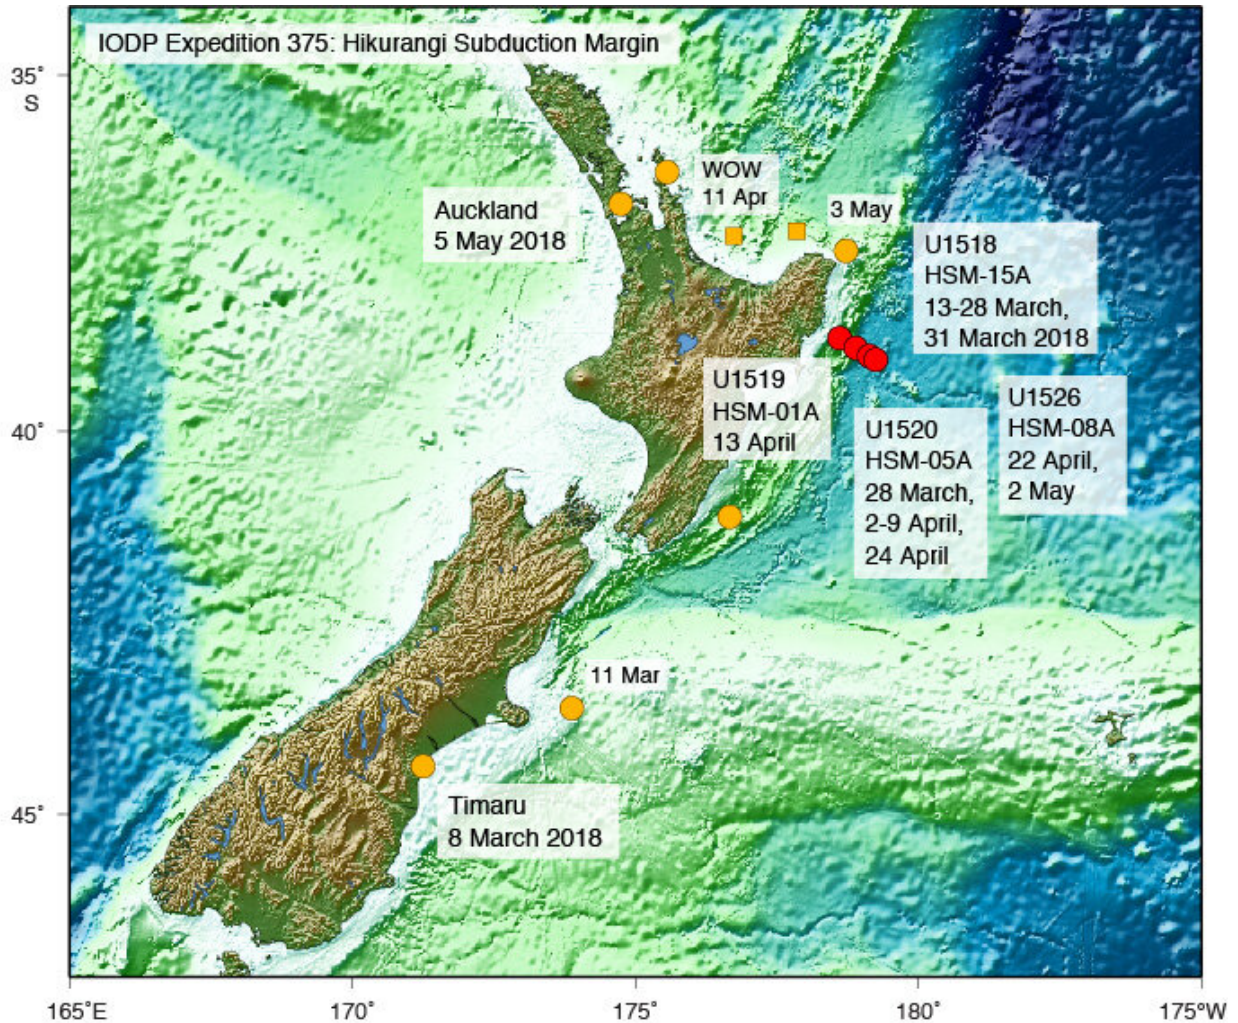 IODP Expedition 375: Hikurangi Subduction Margin
35˚
S
WOW
11 Apr
Auckland
5 May 2018
3 May
U1518
HSM-15A
13-28 March,
31 March 2018
U1519
HSM-01A
13 April
U1526
HSM-08A
22 April,
2 May
40˚
U1520
HSM-05A
28 March,
2-9 April,
24 April
11 Mar
45˚
Timaru
8 March 2018
165˚E
170˚
175˚
180˚
175˚W